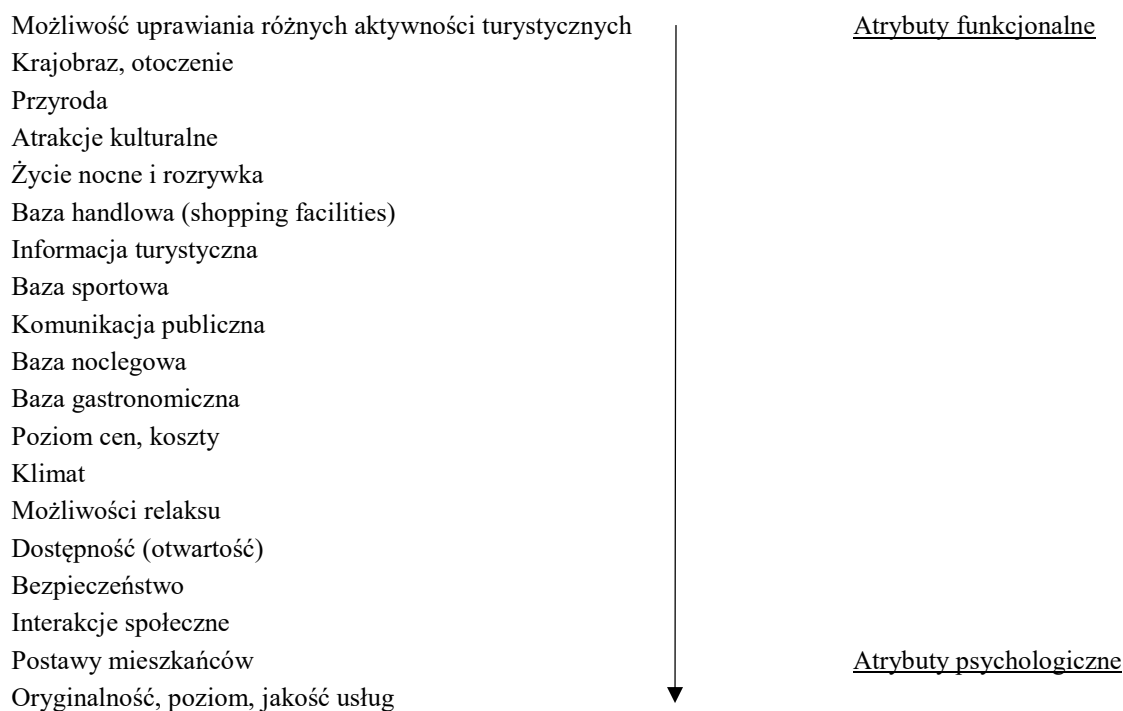 Możliwość uprawiania różnych aktywności turystycznych Atrybuty funkcjonalne
Krajobraz, otoczenie
Przyroda
Atrakcje kulturalne
Życie nocne i rozrywka
Baza handlowa (shopping facilities)
Informacja turystyczna
Baza sportowa
Komunikacja publiczna
Baza noclegowa
Baza gastronomiczna
Poziom cen, koszty
Klimat
Możliwości relaksu
Dostępność (otwartość)
Bezpieczeństwo
Interakcje społeczne
Postawy mieszkańców Atrybuty psychologiczne
Oryginalność, poziom, jakość usług